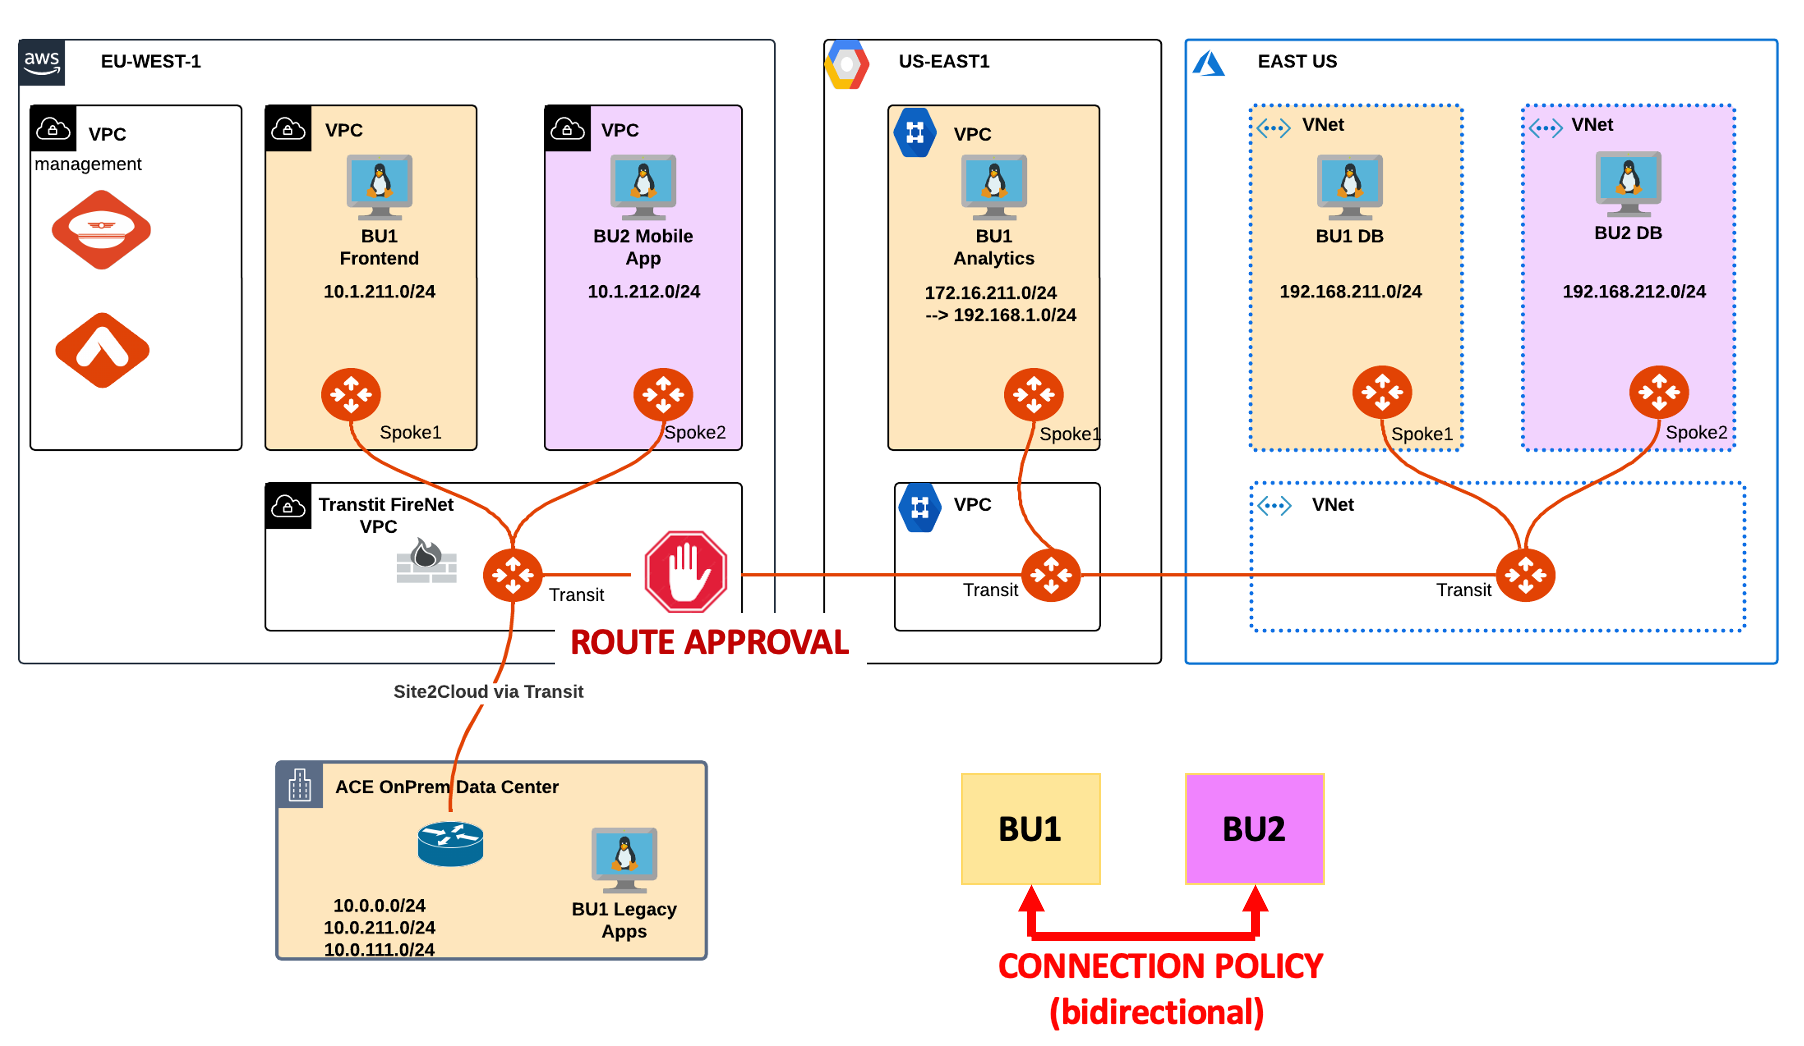 aws
EU-WEST-1
VPC
management
VPC
BU1
Frontend
10.1.211.0/24
Spoke1
VPC
BU2 Mobile
App
10.1.212.0/24
Spoke2
Transtit FireNet
VPC
Transit
ROUTE APPROVAL
US-EAST1
VPC
BU1
Analytics
172.16.211.0/24
--> 192.168.1.0/24
Spoke1
VPC
Transit
EAST US
VNet
BU1 DB
192.168.211.0/24
Spoke1
VNet
BU2 DB
192.168.212.0/24
Spoke2
VNet
Transit
Site2Cloud via Transit
ACE OnPrem Data Center
10.0.0.0/24
10.0.211.0/24
10.0.111.0/24
BU1 Legacy
Apps
BU1
BU2
CONNECTION POLICY
(bidirectional)